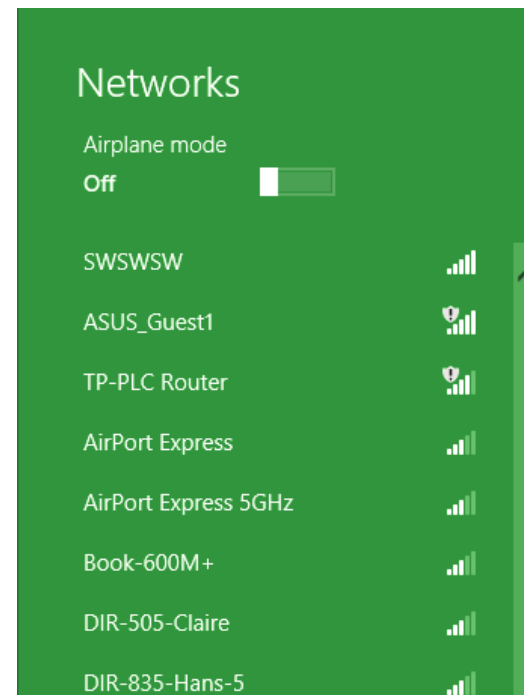 Networks
Airplane mode
Off
SWSWSW
ASUS_Guest1
TP-PLC Router
AirPort Express
AirPort Express 5GHz
Book-600M+
DIR-505-Claire
DIR-835-Hans-5